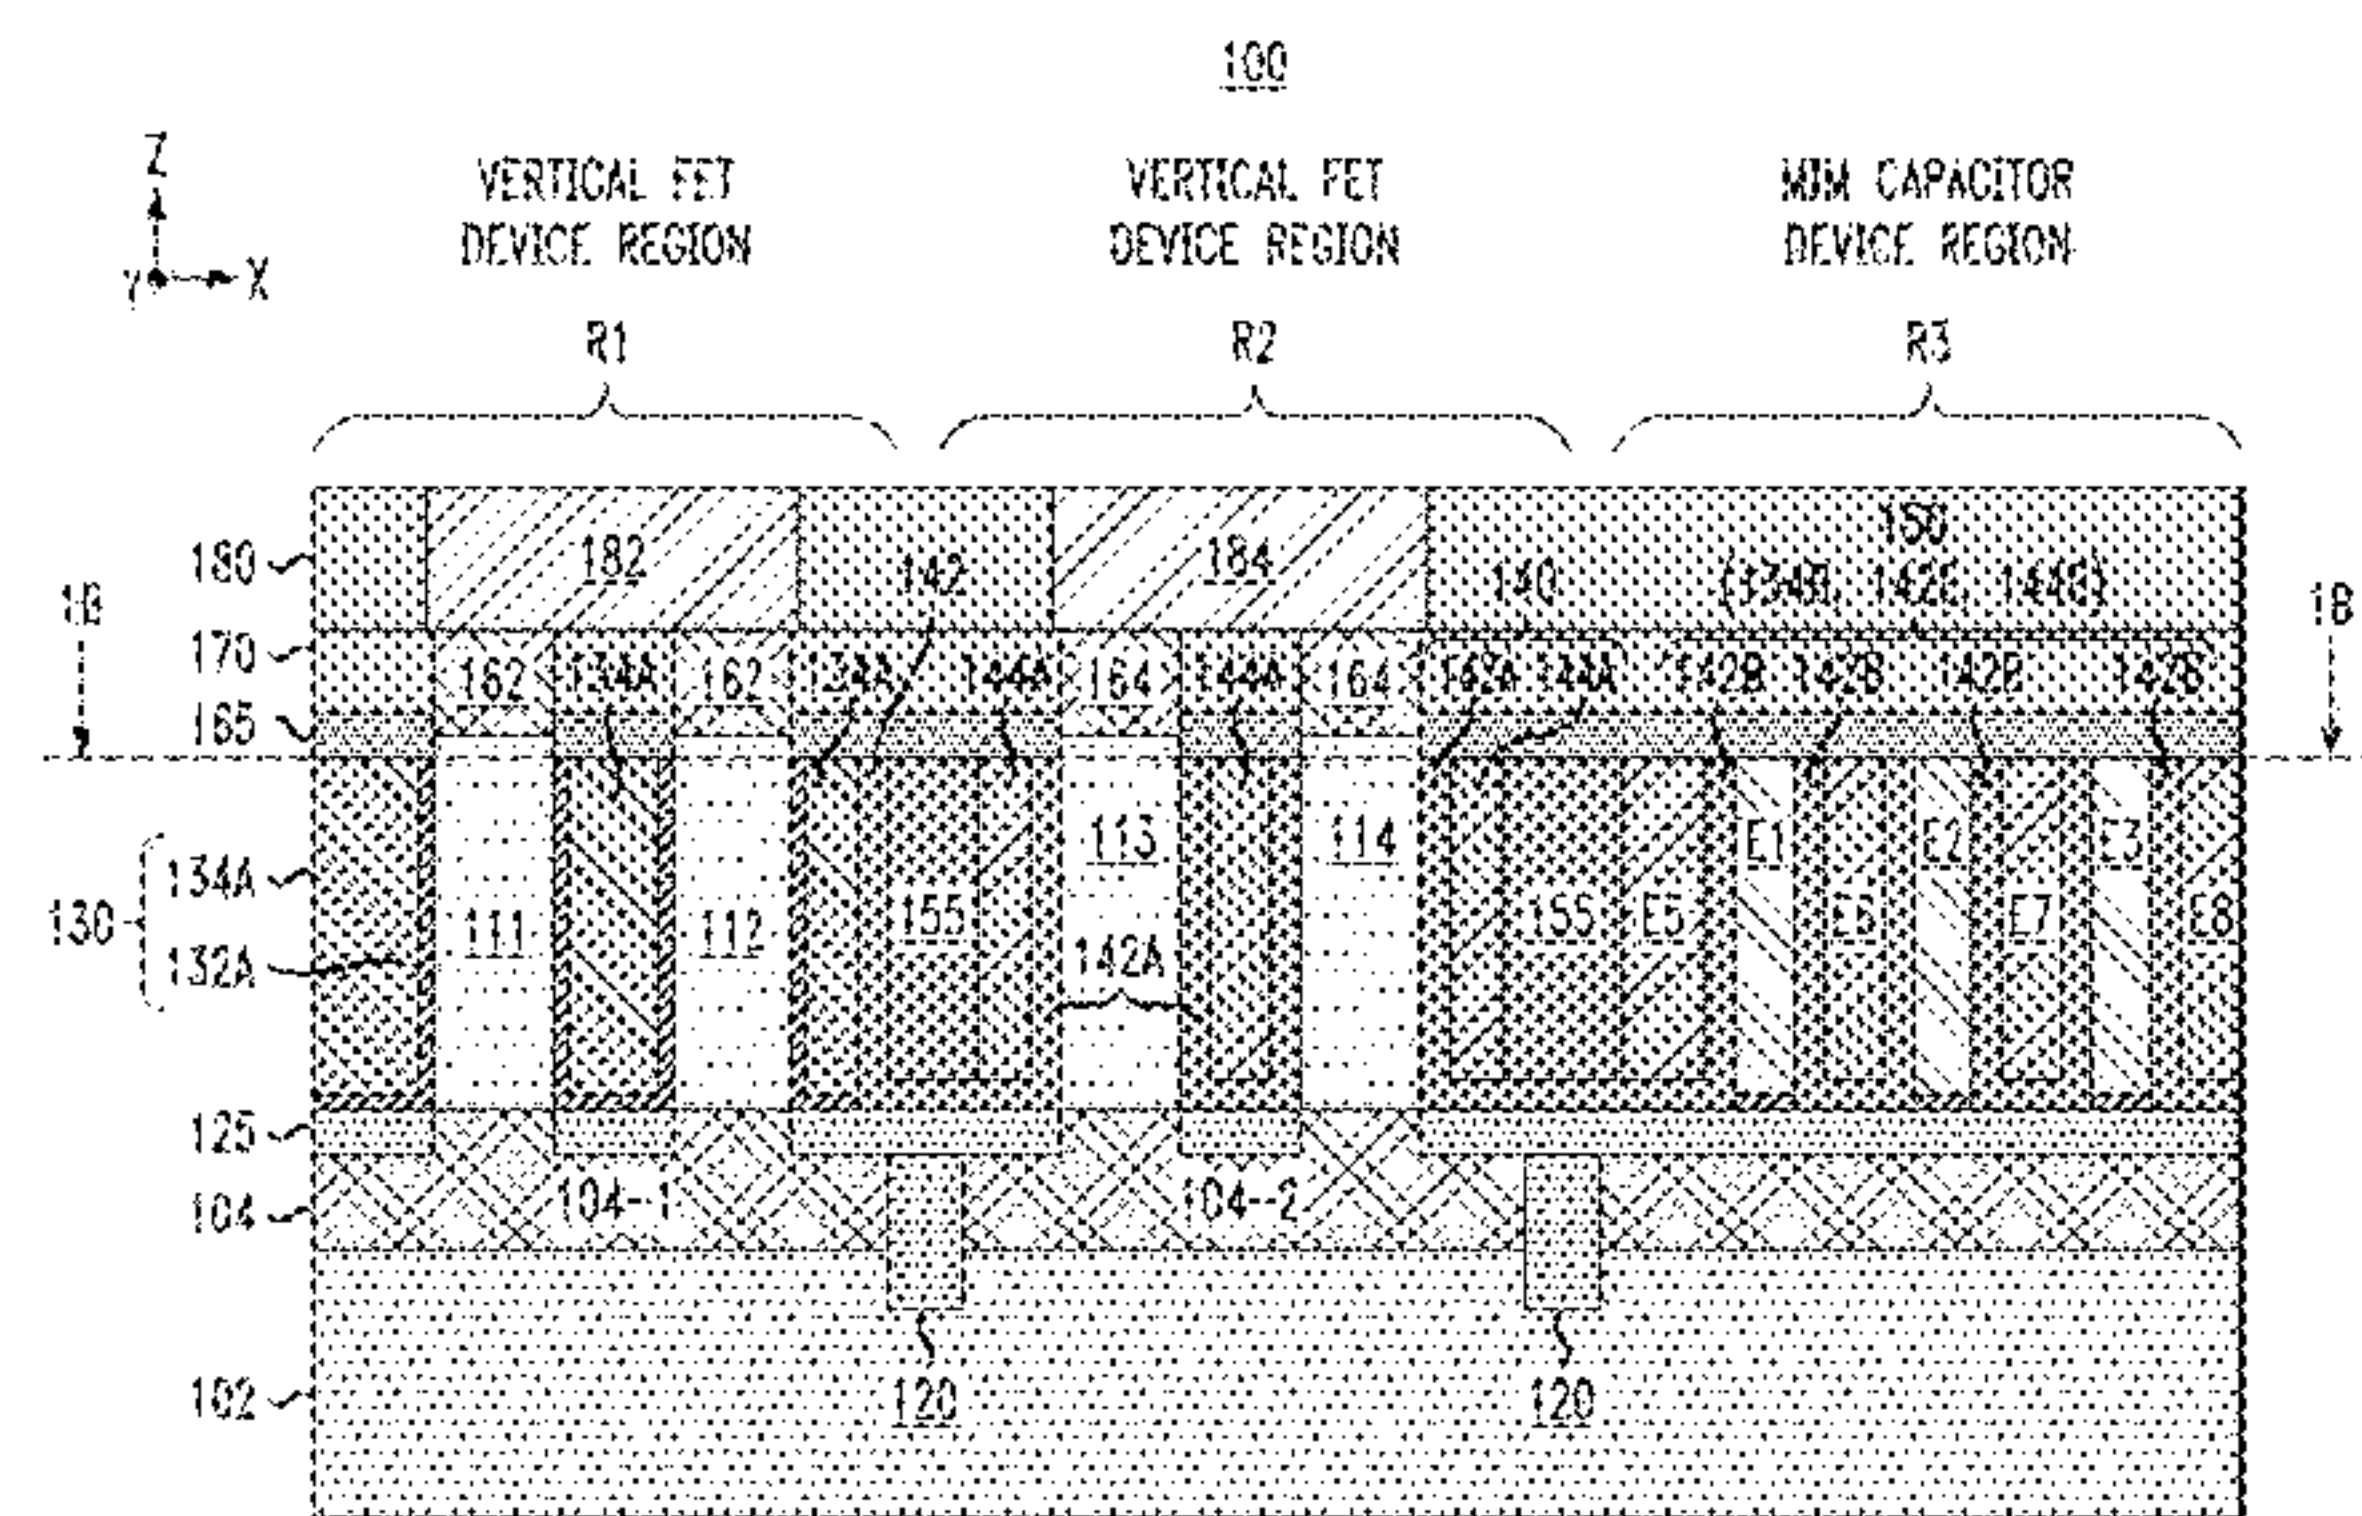 100
Z
Y X
VERTICAL FET
DEVICE REGION
VERTICAL FET
DEVICE REGION
MIM CAPACITOR
DEVICE REGION
R1
R2
R3
180
182
142
184
140
150
(134B, 142B, 144B)
1B
1B
170
162
134A
162
134A
144A
164
144A
164
142A
144A
142B
142B
142B
142B
165
130
134A
132A
111
112
155
113
142A
114
155
E5
E1
E6
E2
E7
E3
E8
125
104
104-1
104-2
102
120
120